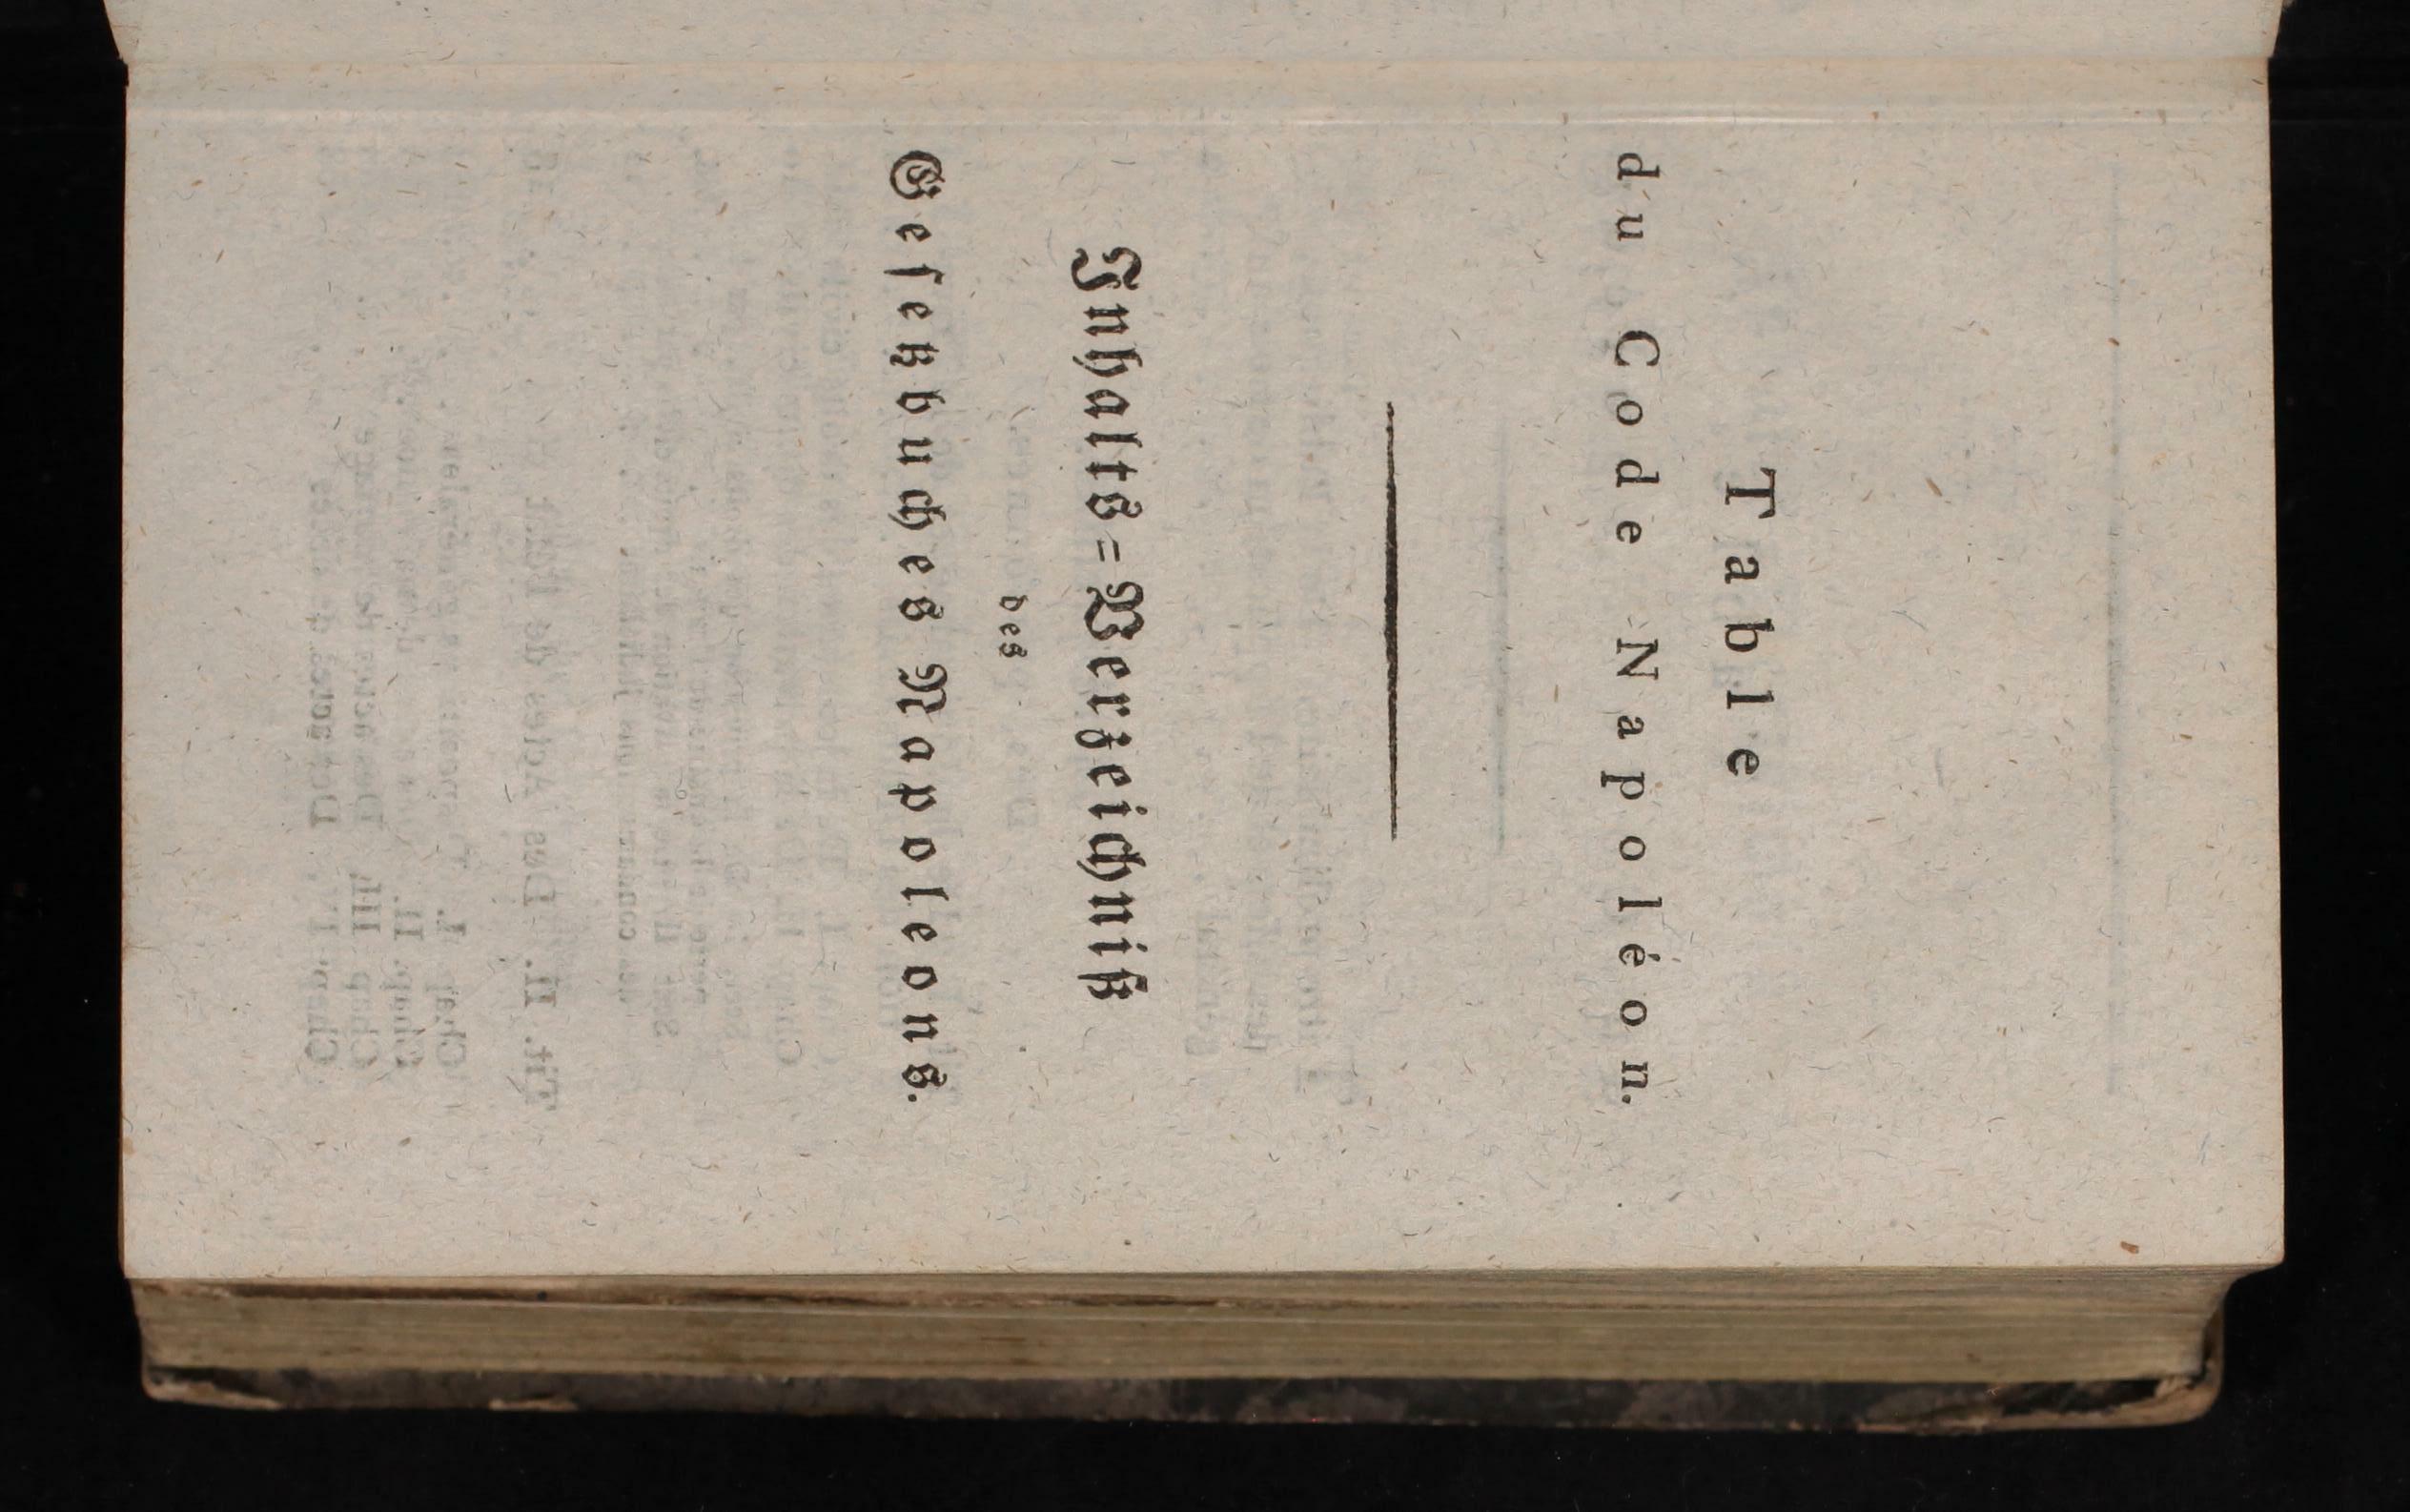 Table
du Code Napoléon.
Inhalts=Verzeichniß
des
Gesetzbuches Napoleons.